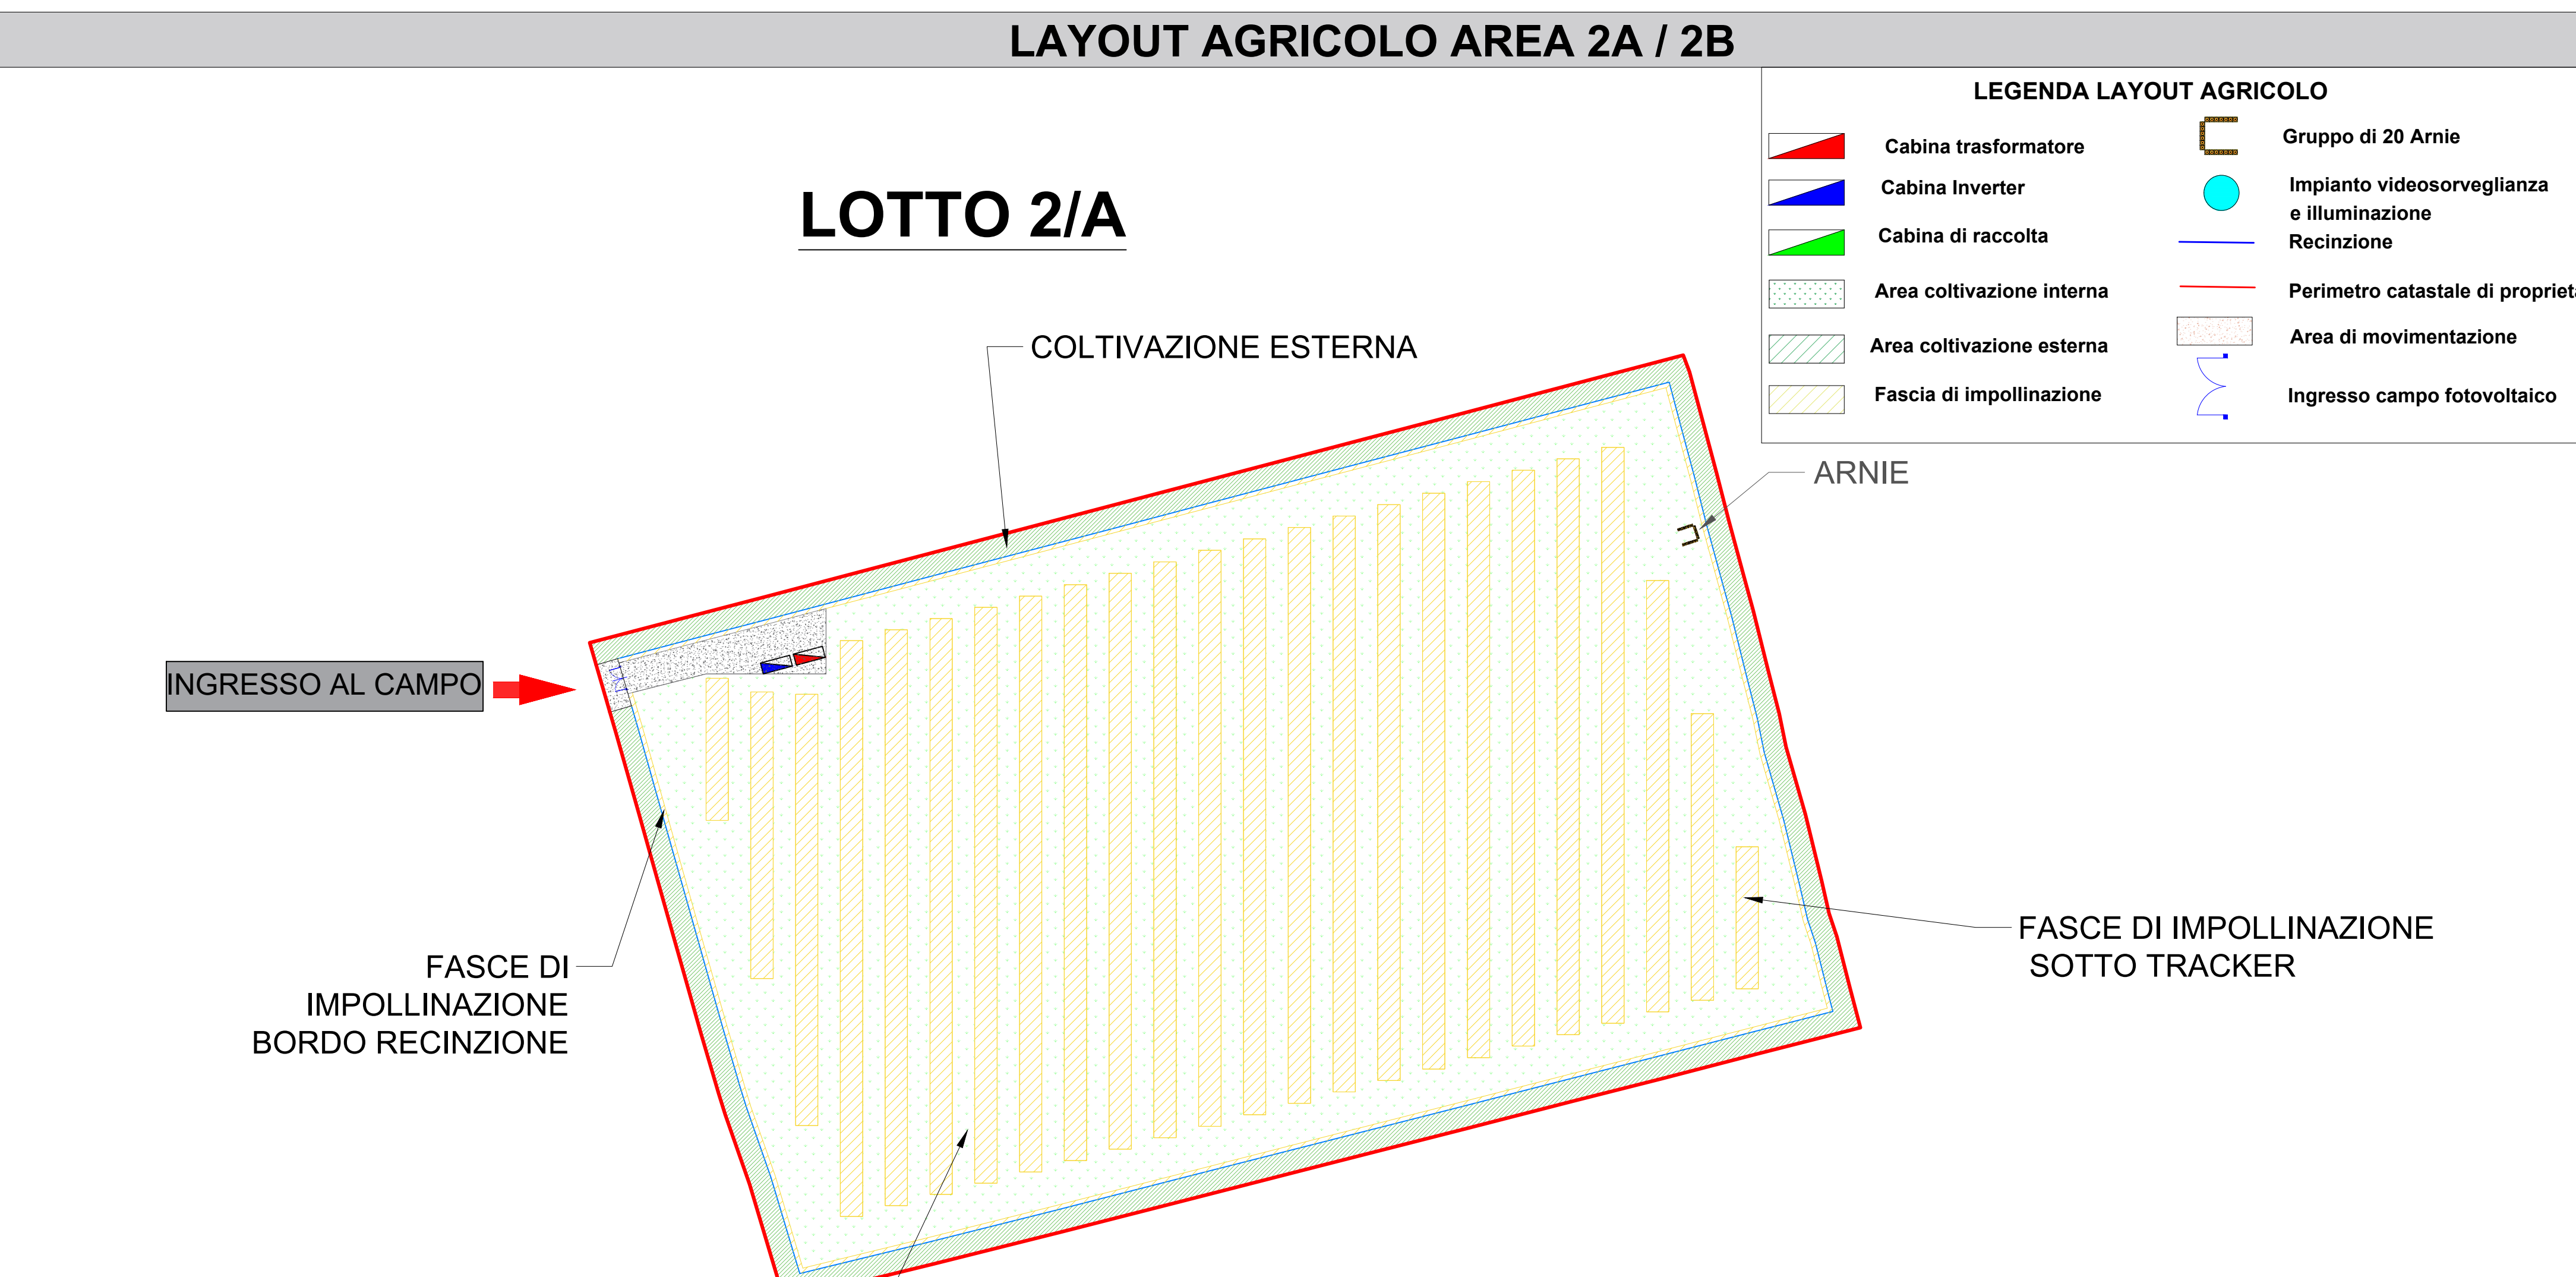 LAYOUT AGRICOLO AREA 2A / 2B
LEGENDA LAYOUT AGRICOLO
Cabina trasformatore
Cabina Inverter
Cabina di raccolta
Area coltivazione interna
Area coltivazione esterna
Fascia di impollinazione
Gruppo di 20 Arnie
Impianto videosorveglianza
e illuminazione
Recinzione
Perimetro catastale di propriet
Area di movimentazione
Ingresso campo fotovoltaico
LOTTO 2/A
COLTIVAZIONE ESTERNA
ARNIE
INGRESSO AL CAMPO
FASCE DI
IMPOLLINAZIONE
BORDO RECINZIONE
FASCE DI IMPOLLINAZIONE
SOTTO TRACKER